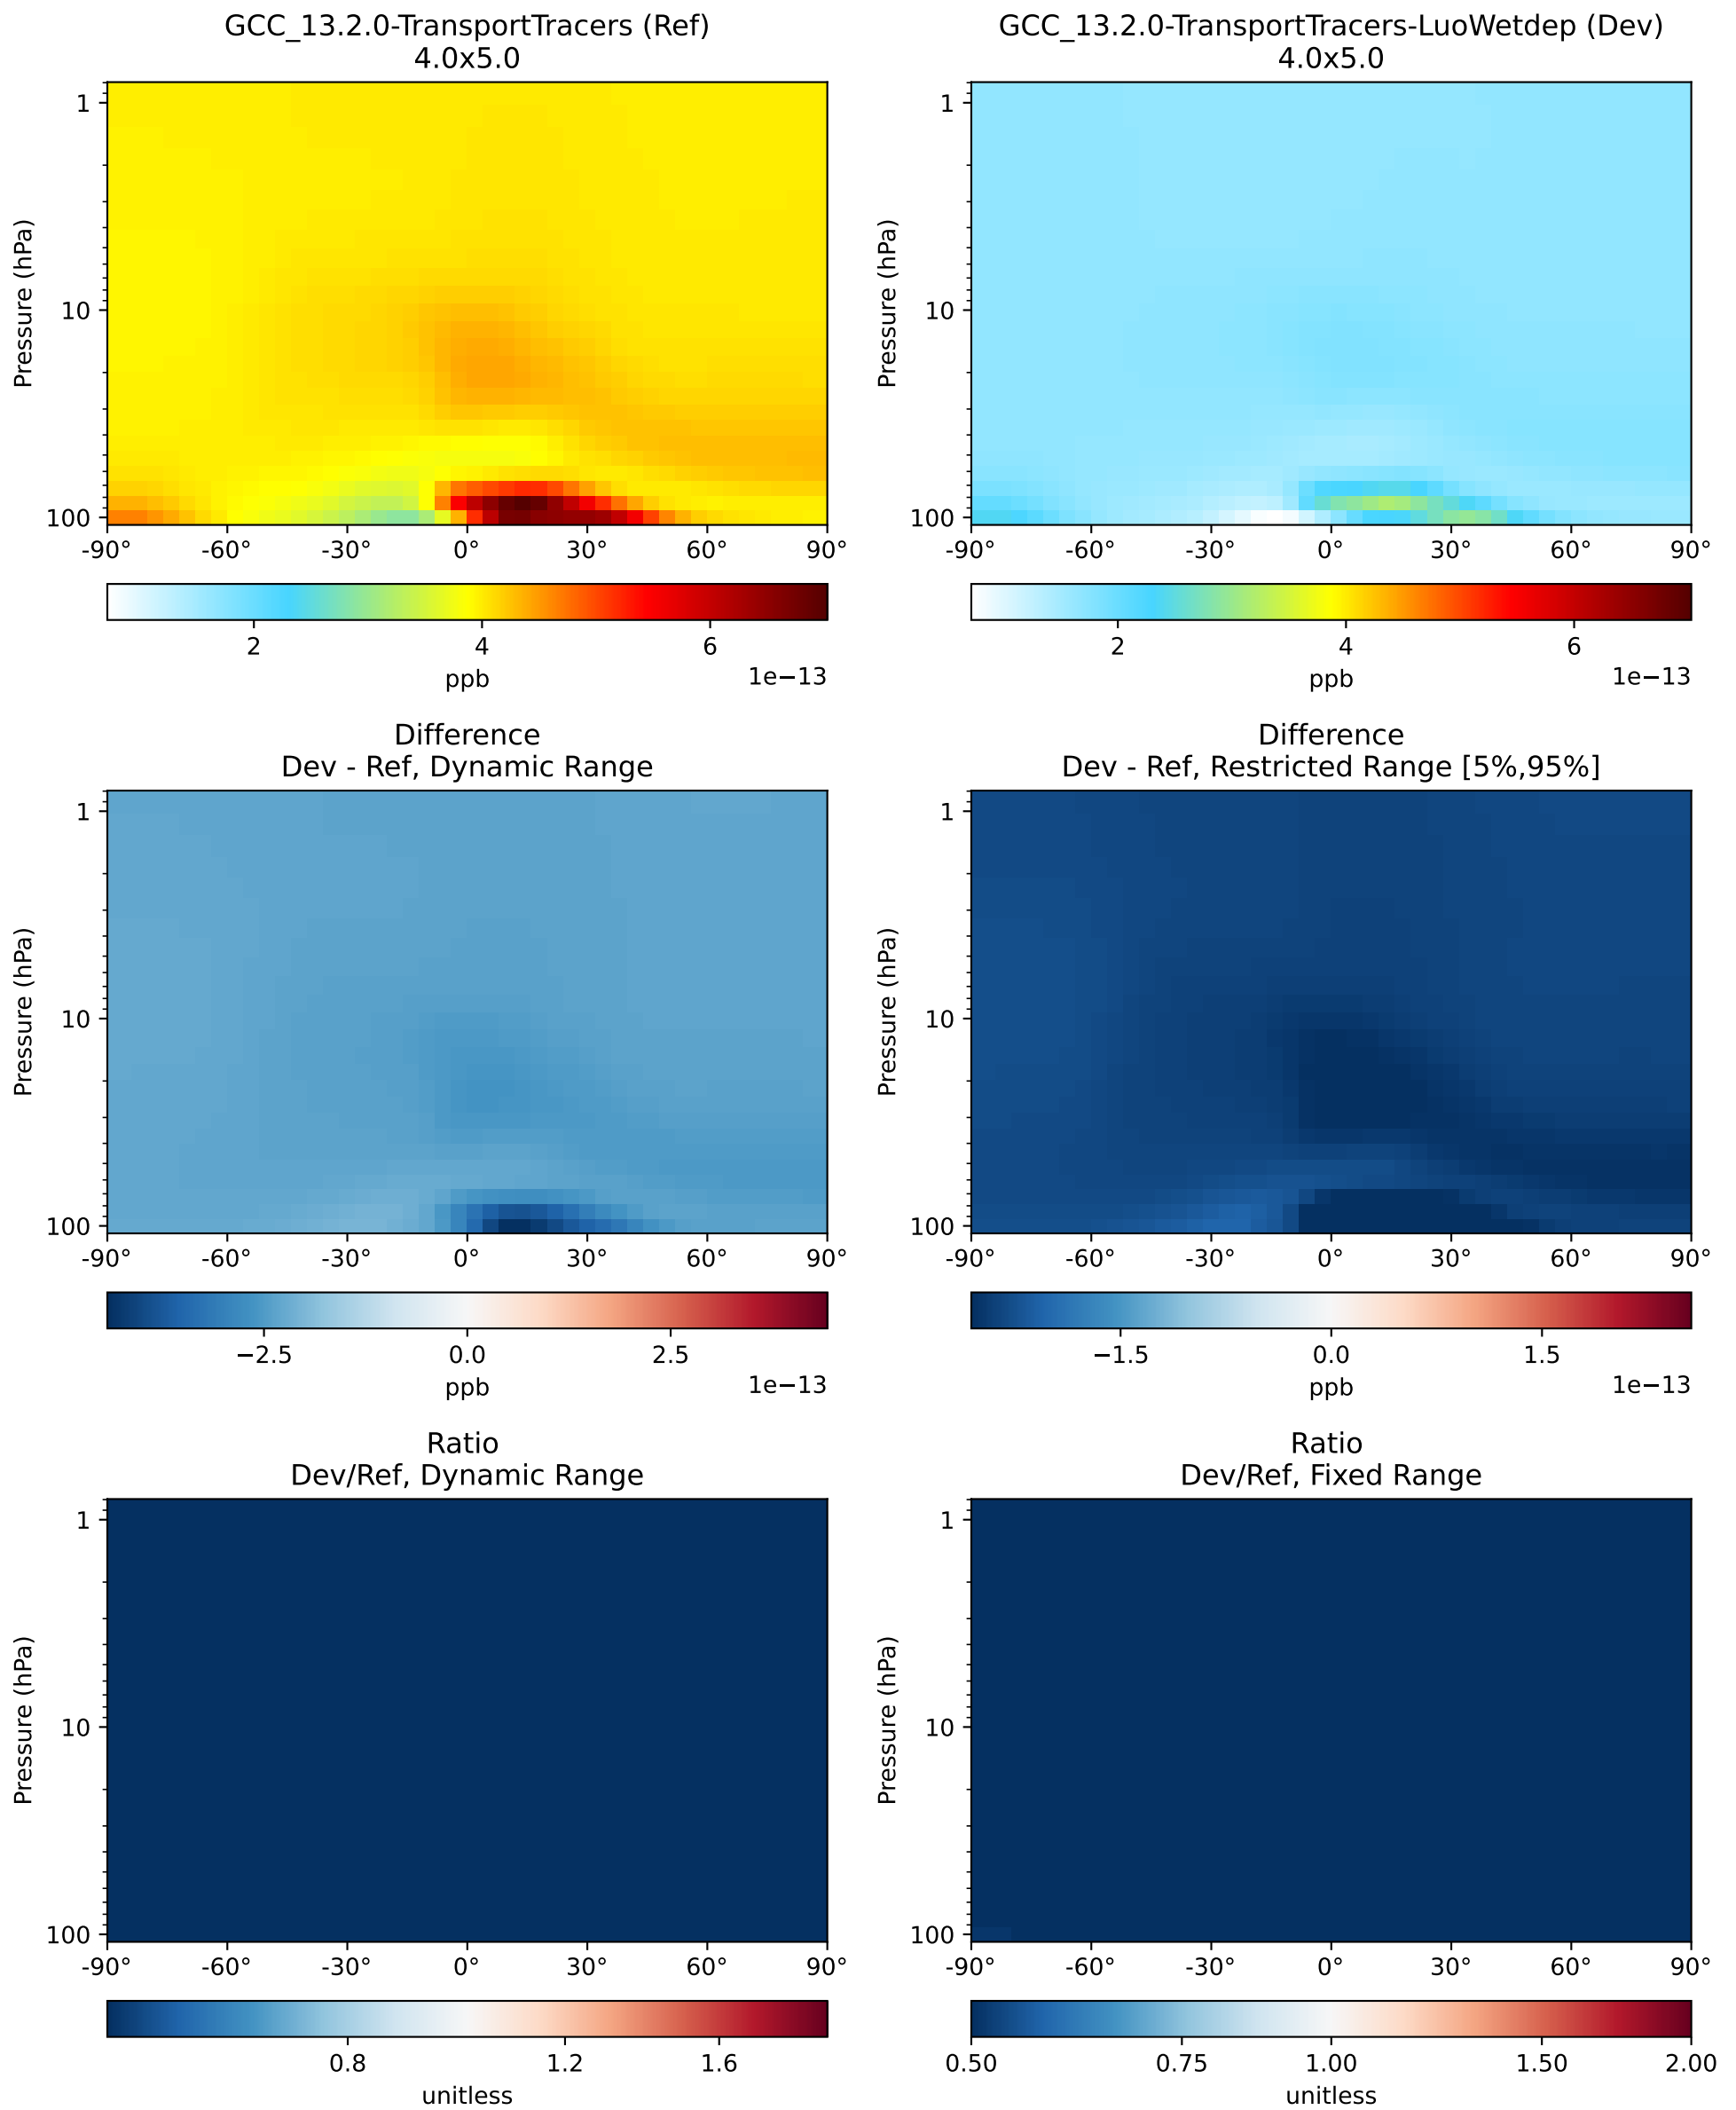 GCC_13.2.0-TransportTracers (Ref)
4.0x5.0
GCC_13.2.0-TransportTracers-LuoWetdep (Dev)
4.0x5.0
Pressure (hPa)
1
10
100
-90° -60° -30° 0° 30° 60° 90°
2 4 6
ppb
1e−13
Pressure (hPa)
1
10
100
-90° -60° -30° 0° 30° 60° 90°
2 4 6
ppb
1e−13
Difference
Dev - Ref, Dynamic Range
Difference
Dev - Ref, Restricted Range [5%,95%]
Pressure (hPa)
1
10
100
-90° -60° -30° 0° 30° 60° 90°
−2.5 0.0 2.5
ppb
1e−13
Pressure (hPa)
1
10
100
-90° -60° -30° 0° 30° 60° 90°
−1.5 0.0 1.5
ppb
1e−13
Ratio
Dev/Ref, Dynamic Range
Ratio
Dev/Ref, Fixed Range
Pressure (hPa)
1
10
100
-90° -60° -30° 0° 30° 60° 90°
0.8 1.2 1.6
unitless
Pressure (hPa)
1
10
100
-90° -60° -30° 0° 30° 60° 90°
0.50 0.75 1.00 1.50 2.00
unitless